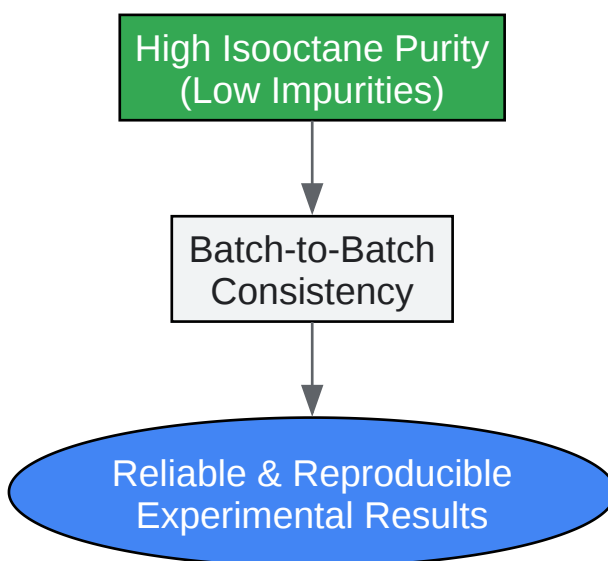 High Isooctane Purity
(Low Impurities)
Batch-to-Batch
Consistency
Reliable & Reproducible
Experimental Results